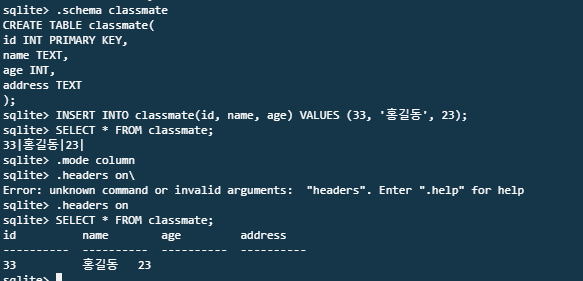 sqlite> .schema classmate
CREATE TABLE classmate(
id INT PRIMARY KEY,
name TEXT,
age INT,
address TEXT
);
sqlite> INSERT INTO classmate(id, name, age) VALUES (33, '홍길동', 23);
sqlite> SELECT * FROM classmate;
33|홍길동|23|
sqlite> .mode column
sqlite> .headers on\
Error: unknown command or invalid arguments:  "headers". Enter ".help" for help
sqlite> .headers on
sqlite> SELECT * FROM classmate;
id          name        age         address
----------  ----------  ----------  ----------
33          홍길동   23
sqlite>